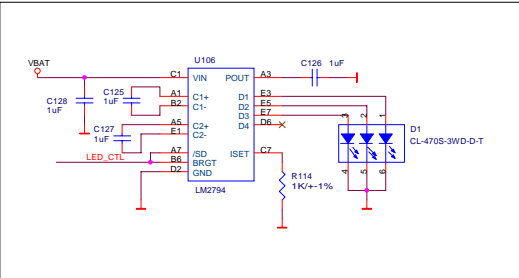 VBAT
U106
C126 1uF
C1 VIN POUT A3
C125
1uF
A1 C1+ D1 E3
B2 C1- D2 E5
D3 E7
D4 D6
C128
1uF
A5 C2+
E1 C2-
C127
1uF
3 2 1
D1
CL-470S-3WD-D-T
LED_CTL
A7 /SD ISET C7
B6 BRGT
D2 GND
4 5 6
R114
1K/+-1%
LM2794